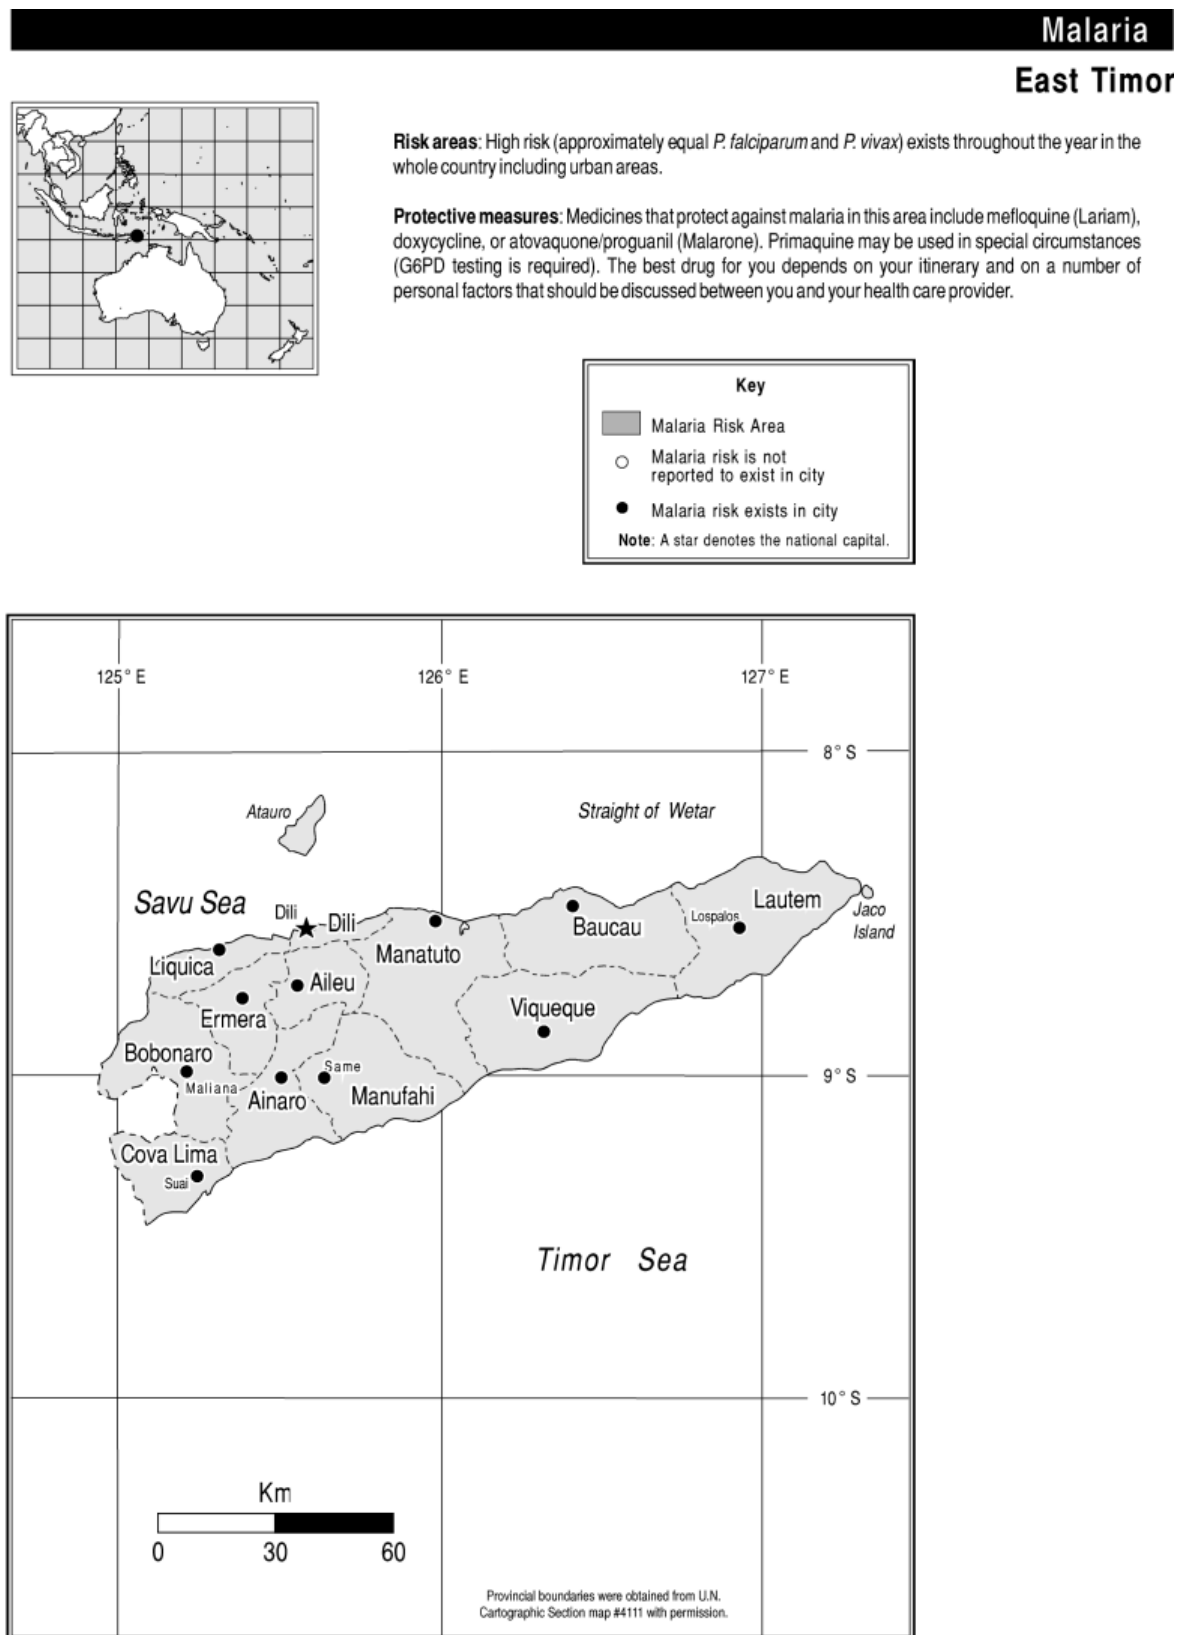 Malaria
East Timor
Risk areas: High risk (approximately equal P. falciparum and P. vivax) exists throughout the year in the
whole country including urban areas.
Protective measures: Medicines that protect against malaria in this area include mefloquine (Lariam),
doxycycline, or atovaquone/proguanil (Malarone). Primaquine may be used in special circumstances
(G6PD testing is required). The best drug for you depends on your itinerary and on a number of
personal factors that should be discussed between you and your health care provider.
Key
Malaria Risk Area
Malaria risk is not
reported to exist in city
Malaria risk exists in city
Note: A star denotes the national capital.
125° E
126° E
127° E
8° S
Atauro
Straight of Wetar
Savu Sea
Dili
Dili
Lautem
Lospalos
Jaco
Island
Baucau
Manatuto
Liquica
Aileu
Viqueque
Ermera
Bobonaro
Maliana
Same
9° S
Ainaro
Manufahi
Cova Lima
Suai
Timor Sea
10° S
Km
0 30 60
Provincial boundaries were obtained from U.N.
Cartographic Section map #4111 with permission.